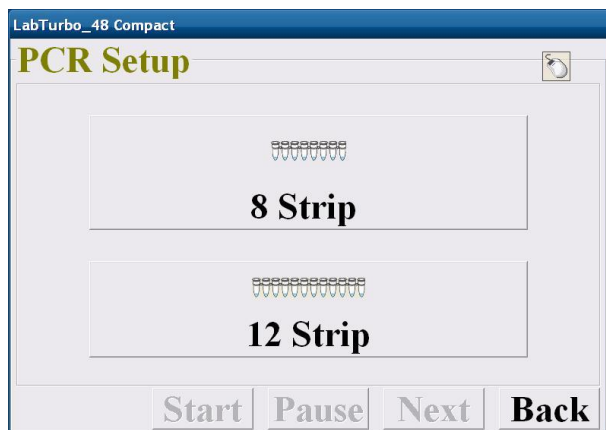 LabTurbo_48 Compact
PCR Setup
8 Strip
12 Strip
Start Pause Next Back